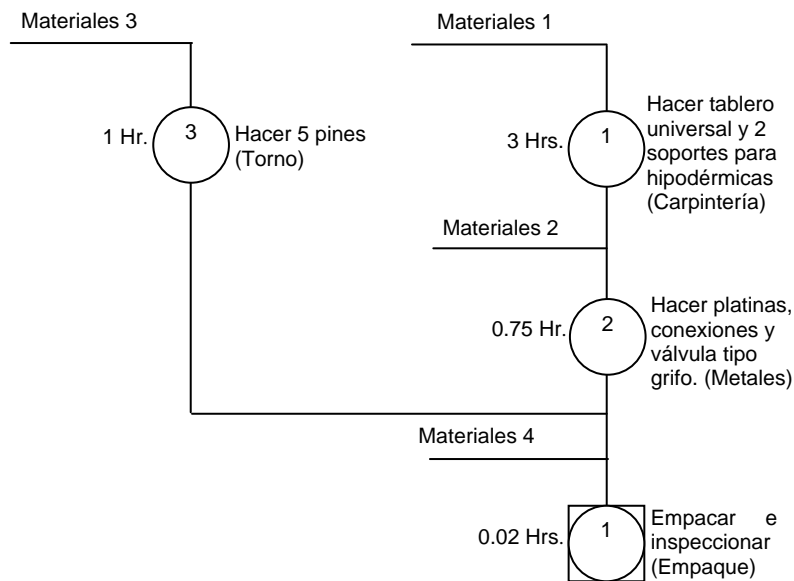 Materiales 3
Materiales 1
1 Hr.
3
Hacer 5 pines
(Torno)
3 Hrs.
1
Hacer tablero
universal y 2
soportes para
hipodérmicas
(Carpintería)
Materiales 2
0.75 Hr.
2
Hacer platinas,
conexiones y
válvula tipo
grifo. (Metales)
Materiales 4
0.02 Hrs.
1
Empacar e
inspeccionar
(Empaque)